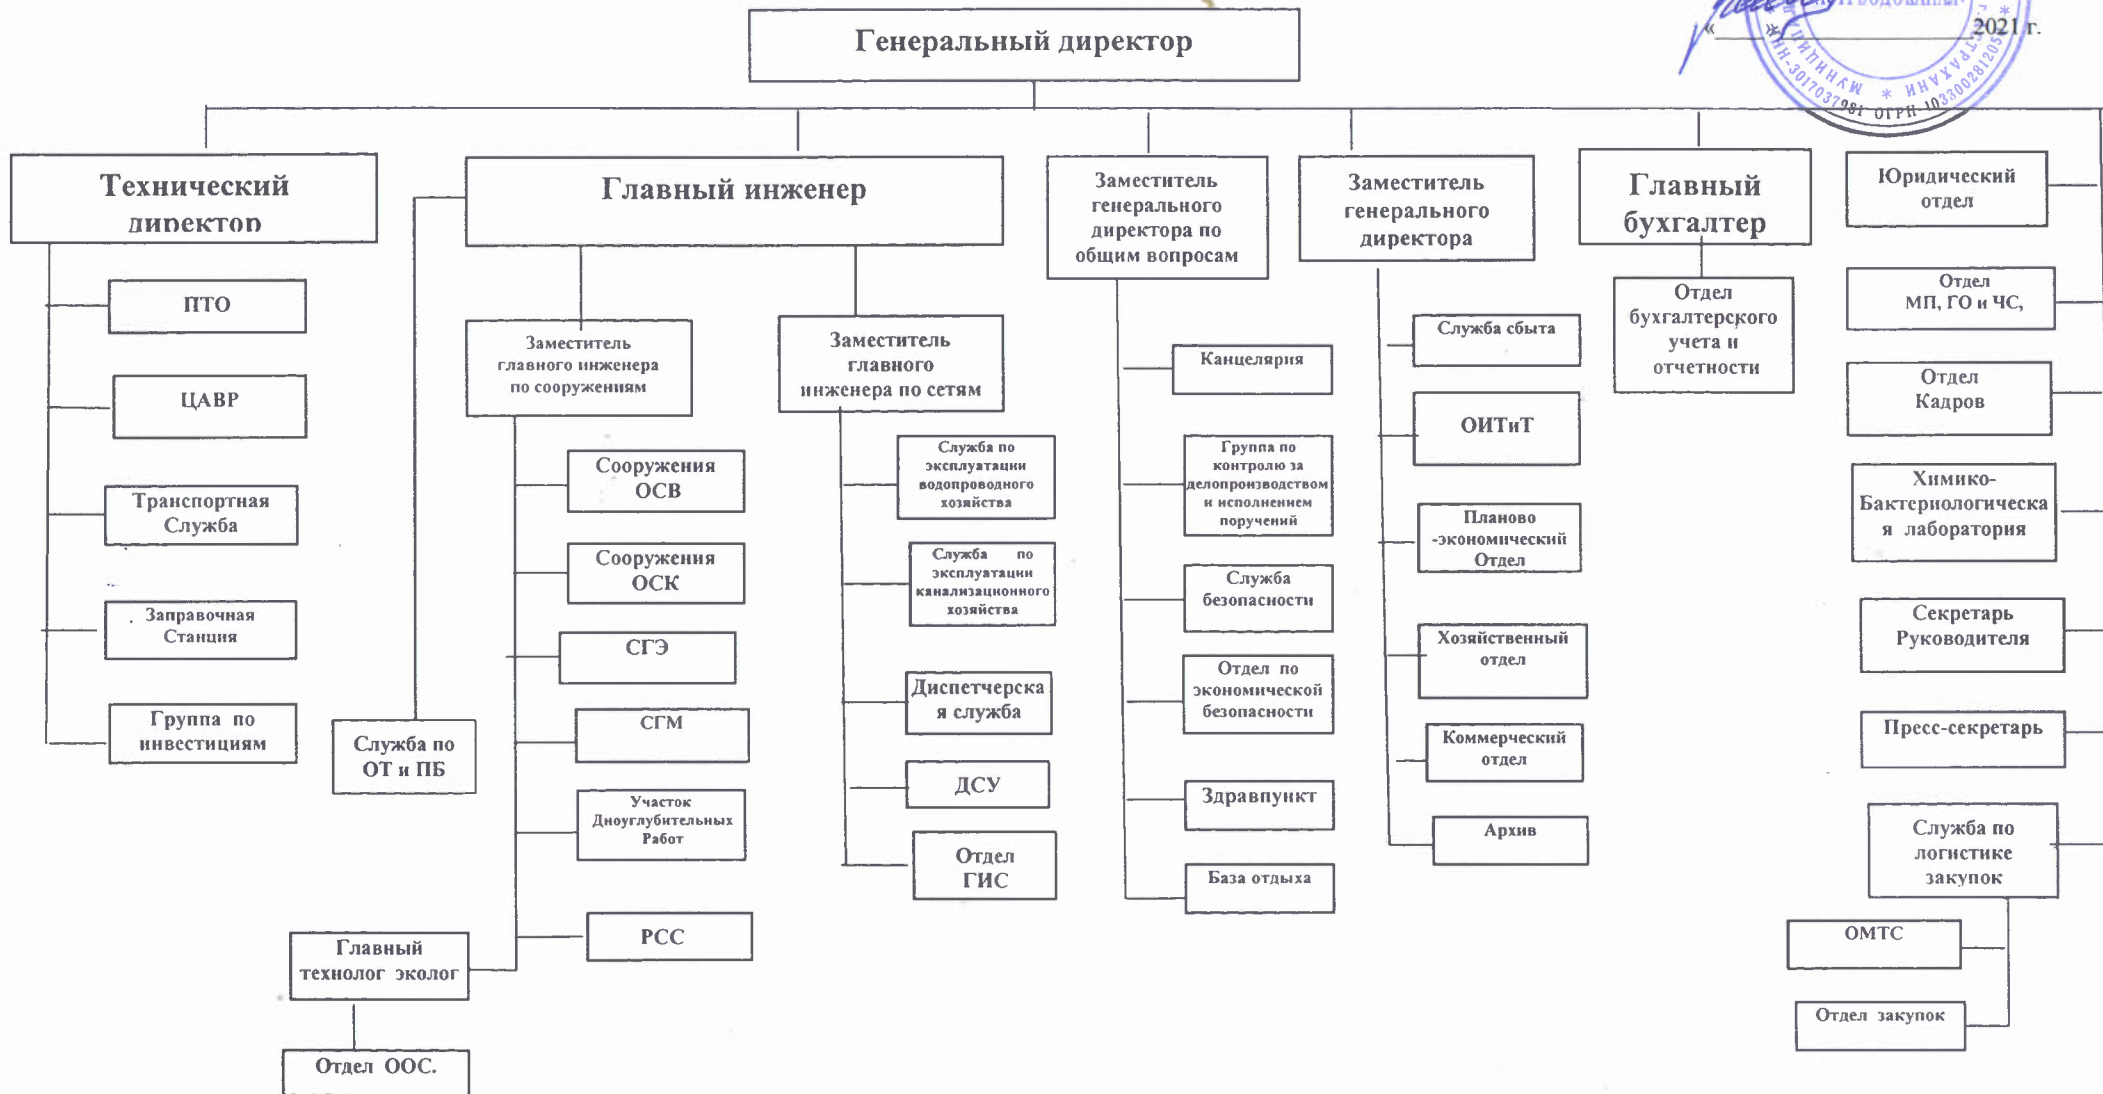 Генеральный директор
«____ 2021 г.
ИНН-3017037981 ОГРН-103300281205
Технический
директор
Главный инженер
Заместитель
генерального
директора по
общим вопросам
Заместитель
генерального
директора
Главный
бухгалтер
Юридический
отдел
ПТО
ЦАВР
Транспортная
Служба
Заправочная
Станция
Группа по
инвестициям
Служба по
ОТ и ПБ
Заместитель
главного инженера
по сооружениям
Сооружения
ОСВ
Сооружения
ОСК
СГЭ
СГМ
Участок
Дноуглубительных
Работ
РСС
Главный
технолог эколог
Отдел ООС.
Заместитель
главного
инженера по сетям
Служба по
эксплуатации
водопроводного
хозяйства
Служба по
эксплуатации
канализационного
хозяйства
Диспетчерска
я служба
ДСУ
Отдел
ГИС
Канцелярия
Группа по
контролю за
делопроизводством
и исполнением
поручений
Служба
безопасности
Отдел по
экономической
безопасности
Здравпункт
База отдыха
Служба сбыта
ОИТиТ
Планово
-экономический
Отдел
Хозяйственный
отдел
Коммерческий
отдел
Архив
Отдел
бухгалтерского
учета и
отчетности
Отдел
МП, ГО и ЧС,
Отдел
Кадров
Химико-
Бактериологическа
я лаборатория
Секретарь
Руководителя
Пресс-секретарь
Служба по
логистике
закупок
ОМТС
Отдел закупок